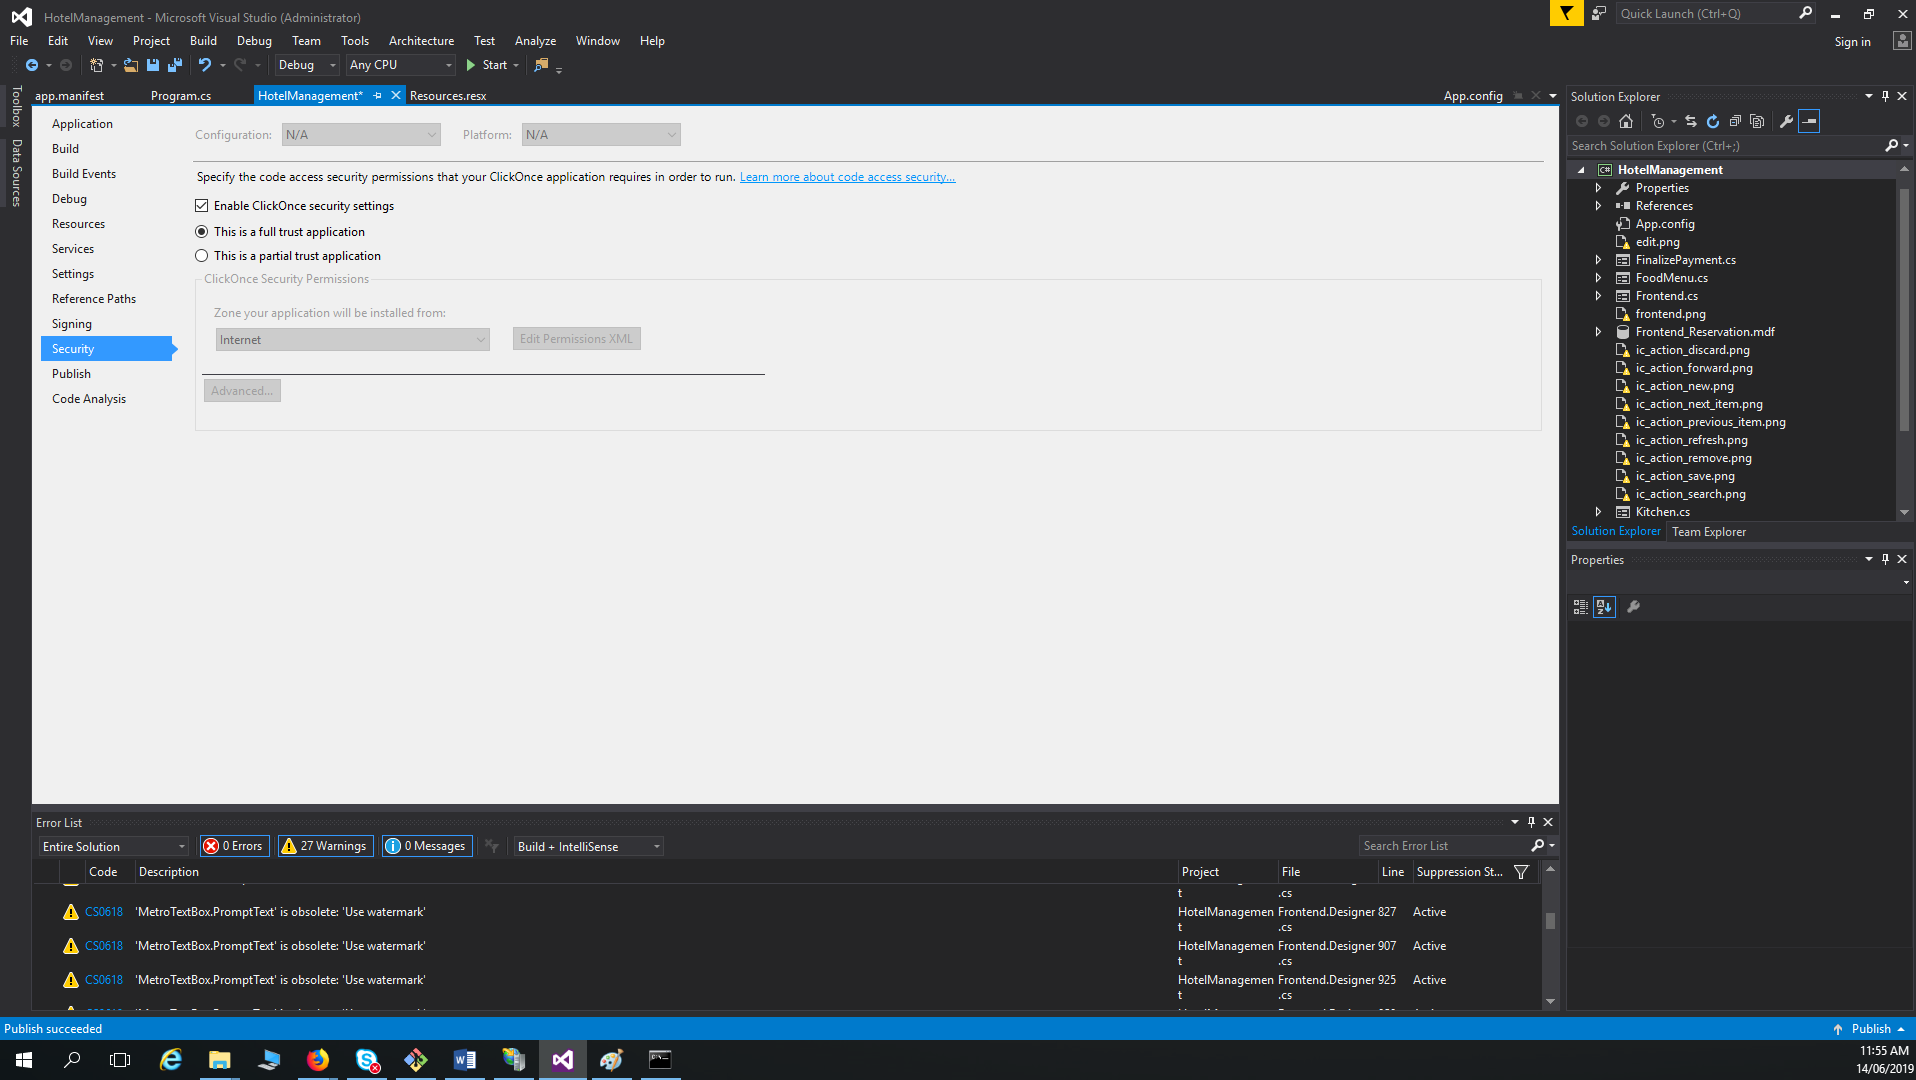 HotelManagement - Microsoft Visual Studio (Administrator)
Quick Launch (Ctrl+Q)
File Edit View Project Build Debug Team Tools Architecture Test Analyze Window Help
Sign in
Debug Any CPU Start
Toolbox
Data Sources
app.manifest Program.cs HotelManagement* Resources.resx App.config
Application
Build
Build Events
Debug
Resources
Services
Settings
Reference Paths
Signing
Security
Publish
Code Analysis
Configuration: N/A Platform: N/A
Specify the code access security permissions that your ClickOnce application requires in order to run. Learn more about code access security...
Enable ClickOnce security settings
This is a full trust application
This is a partial trust application
ClickOnce Security Permissions
Zone your application will be installed from:
Internet Edit Permissions XML
Advanced...
Solution Explorer
Search Solution Explorer (Ctrl+;)
HotelManagement
Properties
References
App.config
edit.png
FinalizePayment.cs
FoodMenu.cs
Frontend.cs
frontend.png
Frontend_Reservation.mdf
ic_action_discard.png
ic_action_forward.png
ic_action_new.png
ic_action_next_item.png
ic_action_previous_item.png
ic_action_refresh.png
ic_action_remove.png
ic_action_save.png
ic_action_search.png
Kitchen.cs
Solution Explorer Team Explorer
Properties
Error List
Entire Solution 0 Errors 27 Warnings 0 Messages Build + IntelliSense Search Error List
Code Description Project File Line Suppression St...
t .cs
CS0618 'MetroTextBox.PromptText' is obsolete: 'Use watermark' HotelManagemen Frontend.Designer 827 Active
t .cs
CS0618 'MetroTextBox.PromptText' is obsolete: 'Use watermark' HotelManagemen Frontend.Designer 907 Active
t .cs
CS0618 'MetroTextBox.PromptText' is obsolete: 'Use watermark' HotelManagemen Frontend.Designer 925 Active
t .cs
Publish succeeded
Publish
11:55 AM
14/06/2019